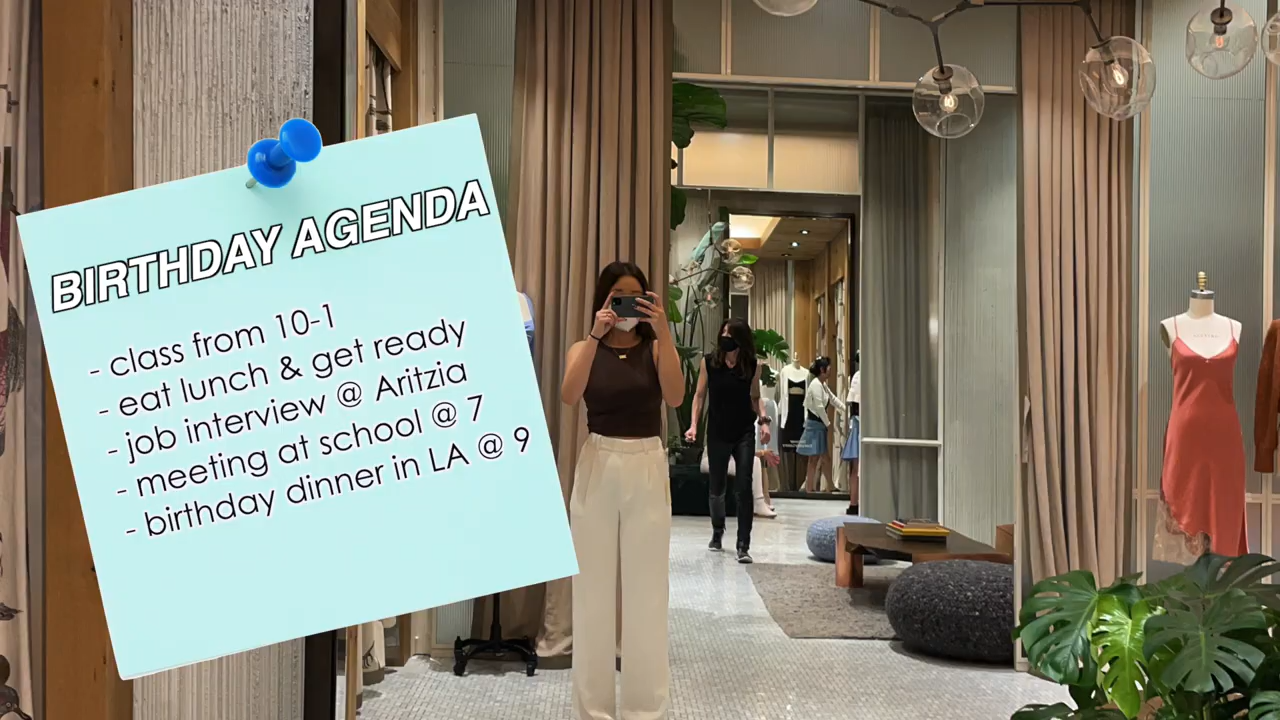 BIRTHDAY AGENDA
- class from 10-1
- eat lunch & get ready
- job interview @ Aritzia
- meeting at school @ 7
- birthday dinner in LA @ 9